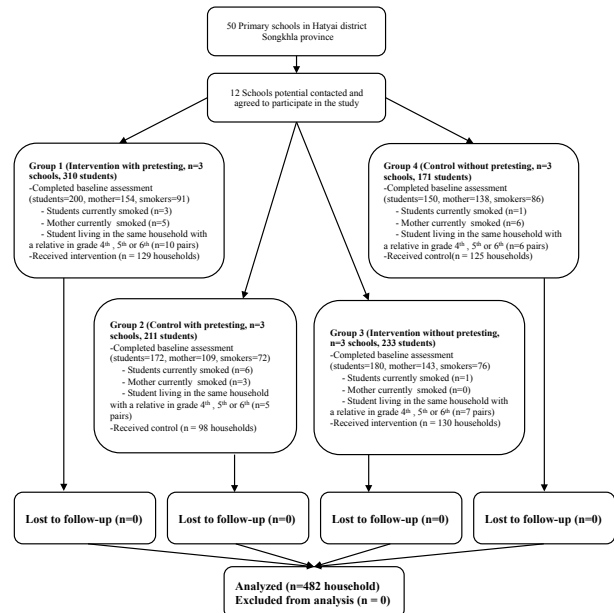 50 Primary schools in Hatyai district
Songkhla province
12 Schools potential contacted and
agreed to participate in the study
Group 1 (Intervention with pretesting, n=3
schools, 310 students)
-Completed baseline assessment
(students=200, mother=154, smokers=91)
- Students currently smoked (n=3)
- Mother currently smoked (n=5)
- Student living in the same household with
a relative in grade 4th , 5th or 6th (n=10 pairs)
-Received intervention (n = 129 households)
Group 4 (Control without pretesting, n=3
schools, 171 students)
-Completed baseline assessment
(students=150, mother=138, smokers=86)
- Students currently smoked (n=1)
- Mother currently smoked (n=6)
- Student living in the same household with
a relative in grade 4th , 5th or 6th (n=6 pairs)
-Received control(n = 125 households)
Group 2 (Control with pretesting, n=3
schools, 211 students)
-Completed baseline assessment
(students=172, mother=109, smokers=72)
- Students currently smoked (n=6)
- Mother currently smoked (n=3)
- Student living in the same household
with a relative in grade 4th , 5th or 6th (n=5
pairs)
-Received control (n = 98 households)
Group 3 (Intervention without pretesting,
n=3 schools, 233 students)
-Completed baseline assessment
(students=180, mother=143, smokers=76)
- Students currently smoked (n=1)
- Mother currently smoked (n=0)
- Student living in the same household with
a relative in grade 4th , 5th or 6th (n=7 pairs)
-Received intervention (n = 130 households)
Lost to follow-up (n=0)
Lost to follow-up (n=0)
Lost to follow-up (n=0)
Lost to follow-up (n=0)
Analyzed (n=482 household)
Excluded from analysis (n = 0)